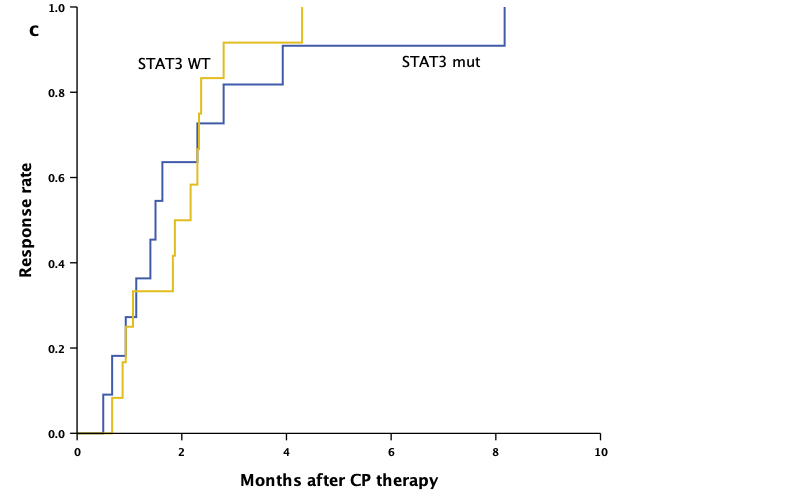 c
1.0
STAT3 WT
STAT3 mut
0.8
0.6
Response rate
0.4
0.2
0.0
0 2 4 6 8 10
Months after CP therapy